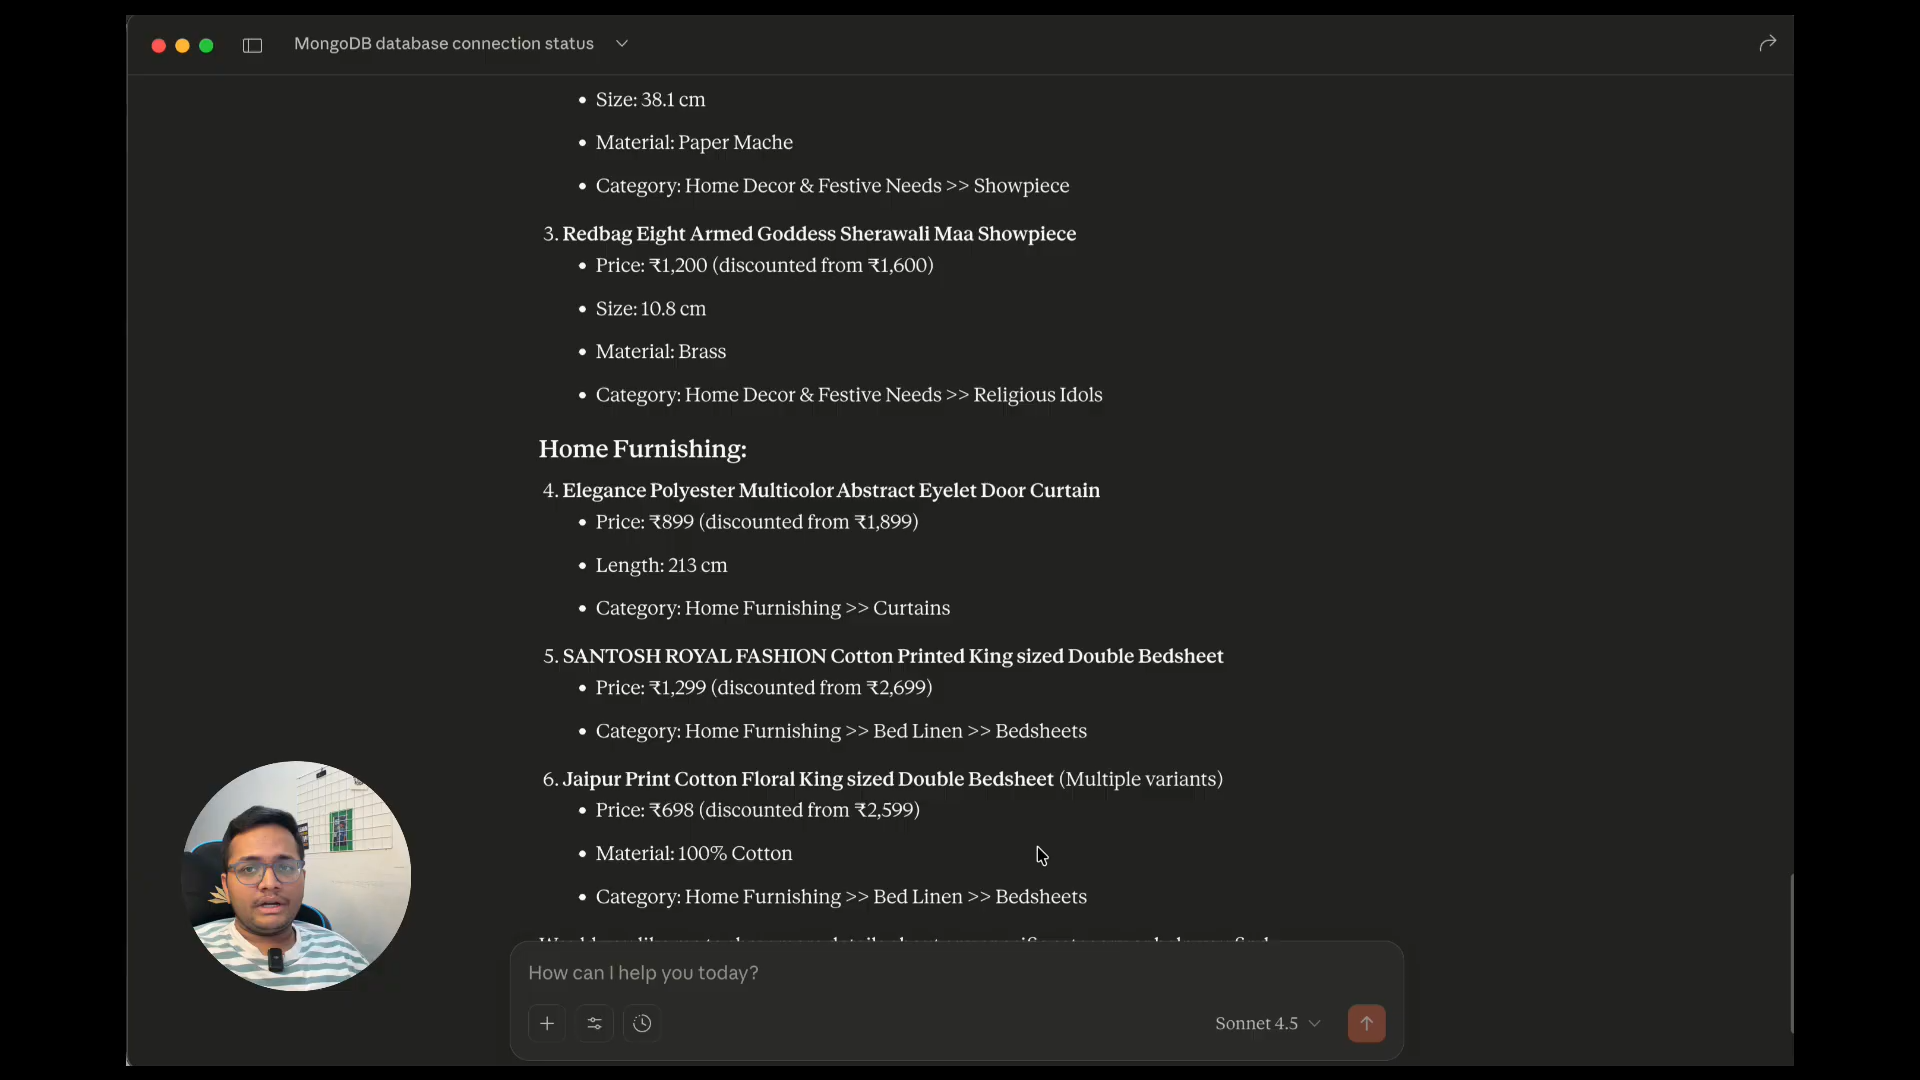 MongoDB database connection status
• Size: 38.1 cm
• Material: Paper Mache
• Category: Home Decor & Festive Needs >> Showpiece
3. Redbag Eight Armed Goddess Sherawali Maa Showpiece
• Price: ₹1,200 (discounted from ₹1,600)
• Size: 10.8 cm
• Material: Brass
• Category: Home Decor & Festive Needs >> Religious Idols
Home Furnishing:
4. Elegance Polyester Multicolor Abstract Eyelet Door Curtain
• Price: ₹899 (discounted from ₹1,899)
• Length: 213 cm
• Category: Home Furnishing >> Curtains
5. SANTOSH ROYAL FASHION Cotton Printed King sized Double Bedsheet
• Price: ₹1,299 (discounted from ₹2,699)
• Category: Home Furnishing >> Bed Linen >> Bedsheets
6. Jaipur Print Cotton Floral King sized Double Bedsheet (Multiple variants)
• Price: ₹698 (discounted from ₹2,599)
• Material: 100% Cotton
• Category: Home Furnishing >> Bed Linen >> Bedsheets
How can I help you today?
Sonnet 4.5